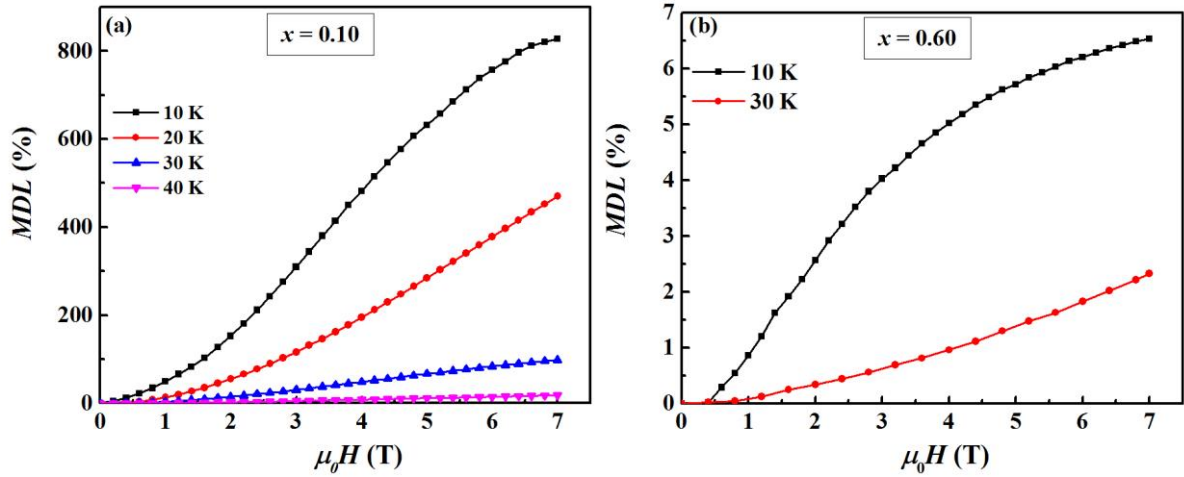 (a)
x = 0.10
MDL (%)
800
600
400
200
0
10 K
20 K
30 K
40 K
0 1 2 3 4 5 6 7
μ₀H (T)
(b)
x = 0.60
MDL (%)
7
6
5
4
3
2
1
0
10 K
30 K
0 1 2 3 4 5 6 7
μ₀H (T)